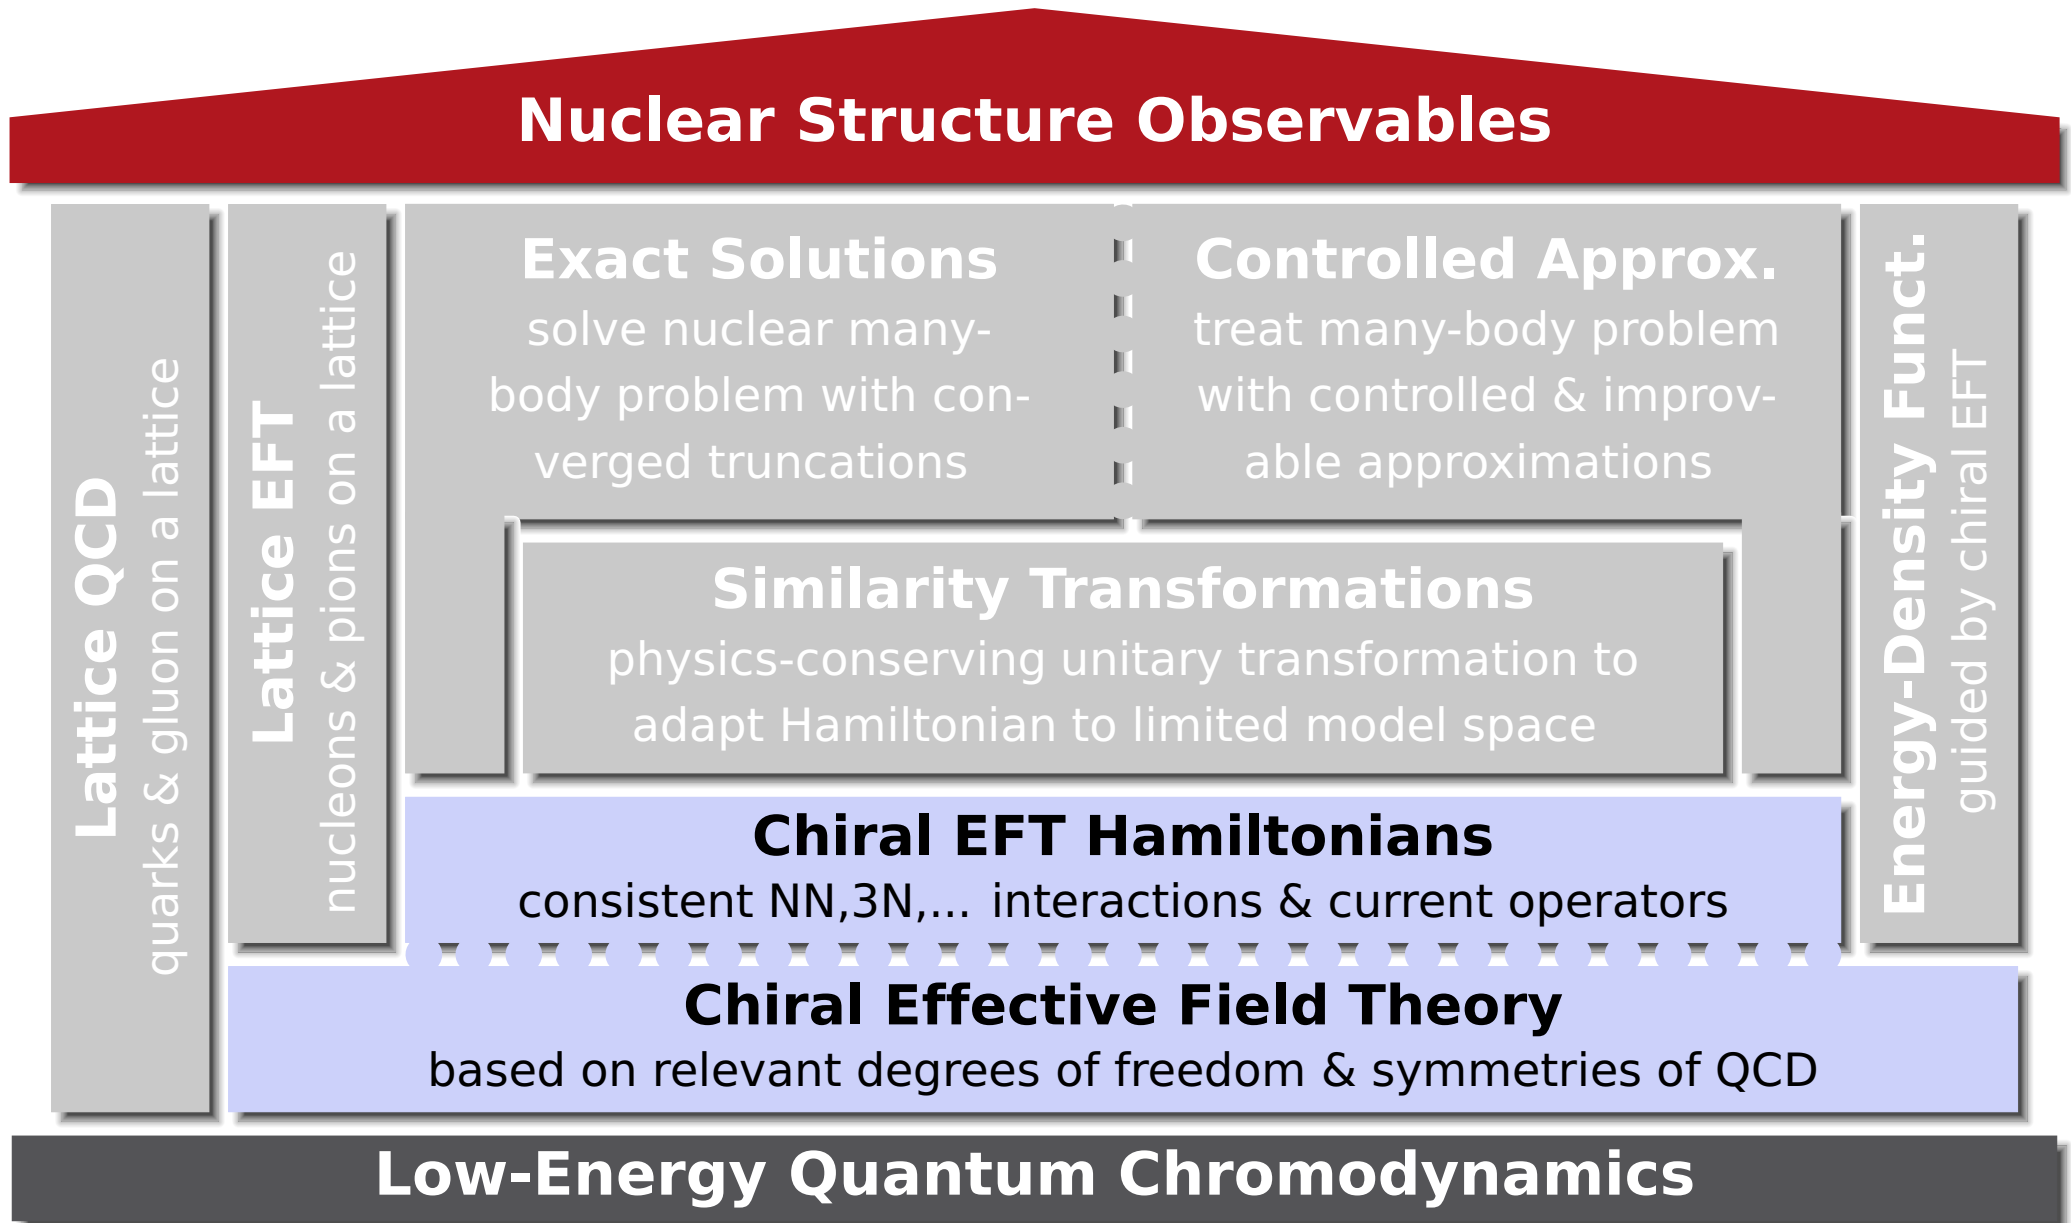 Nuclear Structure Observables
Lattice QCD
quarks & gluon on a lattice
Lattice EFT
nucleons & pions on a lattice
Exact Solutions
solve nuclear many-
body problem with con-
verged truncations
Controlled Approx.
treat many-body problem
with controlled & improv-
able approximations
Energy-Density Funct.
guided by chiral EFT
Similarity Transformations
physics-conserving unitary transformation to
adapt Hamiltonian to limited model space
Chiral EFT Hamiltonians
consistent NN,3N,... interactions & current operators
Chiral Effective Field Theory
based on relevant degrees of freedom & symmetries of QCD
Low-Energy Quantum Chromodynamics